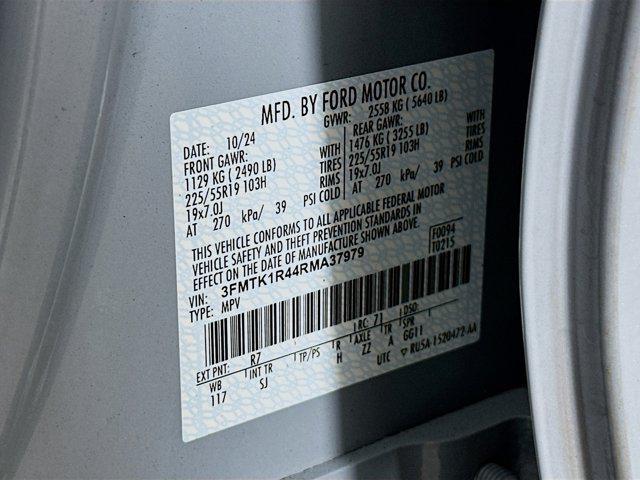 MFD. BY FORD MOTOR CO.
DATE: 10/24 GVWR: 2558 KG ( 5640 LB)
FRONT GAWR: REAR GAWR:
1129 KG ( 2490 LB) WITH 1476 KG ( 3255 LB) WITH
225/55R19 103H TIRES 225/55R19 103H TIRES
19x7.0J RIMS 19x7.0J RIMS
AT 270 kPa/ 39 PSI COLD AT 270 kPa/ 39 PSI COLD
THIS VEHICLE CONFORMS TO ALL APPLICABLE FEDERAL MOTOR
VEHICLE SAFETY AND THEFT PREVENTION STANDARDS IN
EFFECT ON THE DATE OF MANUFACTURE SHOWN ABOVE.
F0094
T0215
VIN: 3FMTK1R44RMA37979
TYPE: MPV
EXT PNT: R7 RC: 71 DSO:
WB INT TR TP/PS R AXLE TR SPR
117 SJ H ZZ A GG11
UTC ▽ RU5A-1520472-AA